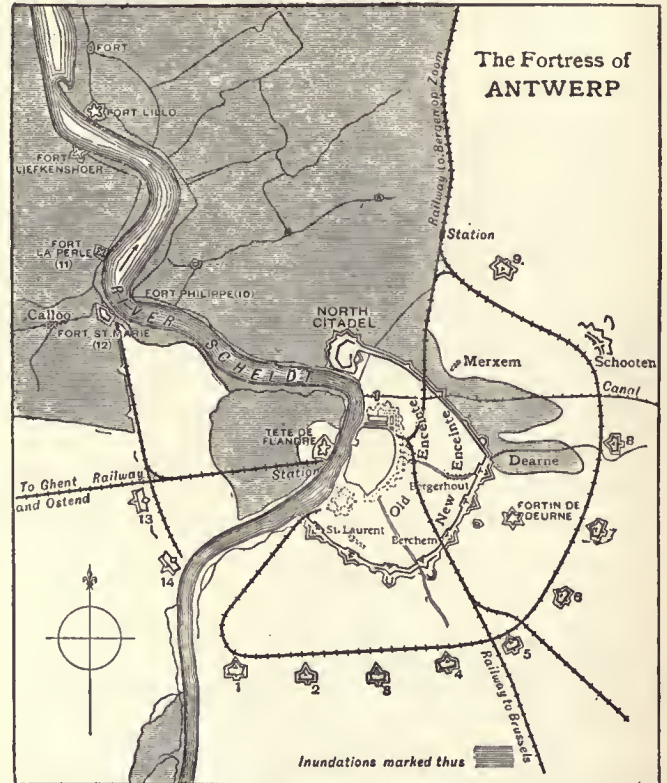 The Fortress of
ANTWERP
Railway to Bergen op Zoom
FORT
FORT LILLO
FORT
LIEFKENSHOER
FORT
LA PERLE
(11)
Station
9.
FORT PHILIPPE (10)
Calloo
FORT ST. MARIE
(12)
RIVER SCHELDT
NORTH
CITADEL
Merxem
Schooten
Canal
TETE DE
FLANDRE
Station
Old Enceinte
New Enceinte
8
Dearne
Bergerhout
To Ghent Railway
and Ostend
13
14
FORTIN DE
DEURNE
7
St. Laurent
Berchem
6
5
1
2
3
4
Railway to Brussels
Inundations marked thus